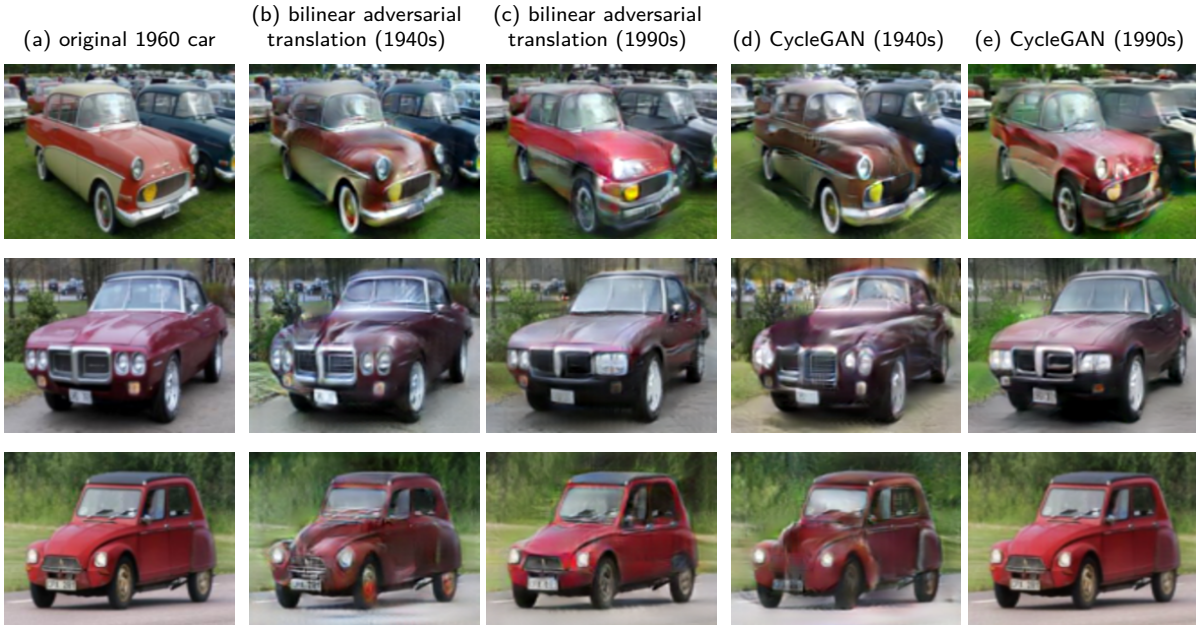 (a) original 1960 car
(b) bilinear adversarial
translation (1940s)
(c) bilinear adversarial
translation (1990s)
(d) CycleGAN (1940s)
(e) CycleGAN (1990s)